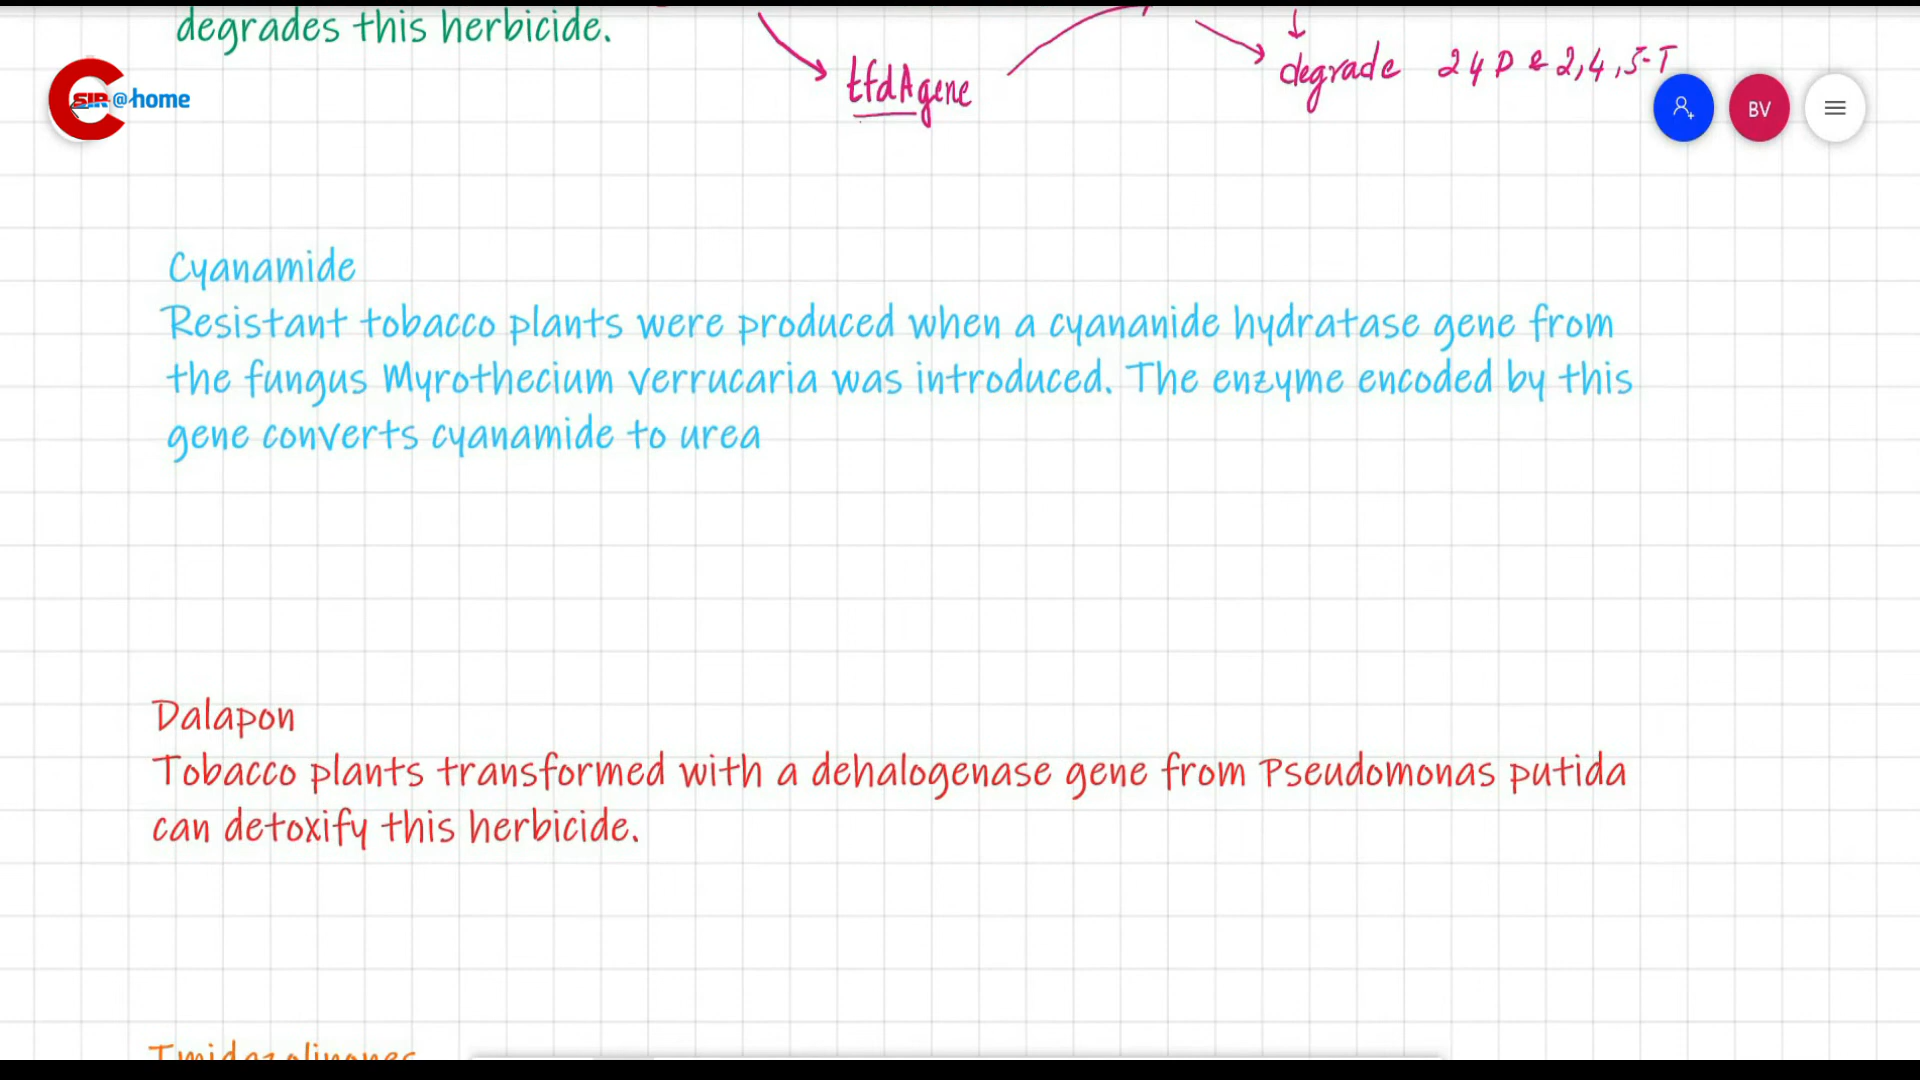 degrades this herbicide.
tfdA gene
degrade 24 D & 2,4,5-T
CSIR@home
BV
Cyanamide
Resistant tobacco plants were produced when a cyananide hydratase gene from
the fungus Myrothecium verrucaria was introduced. The enzyme encoded by this
gene converts cyanamide to urea
Dalapon
Tobacco plants transformed with a dehalogenase gene from Pseudomonas putida
can detoxify this herbicide.
Imidazolinones